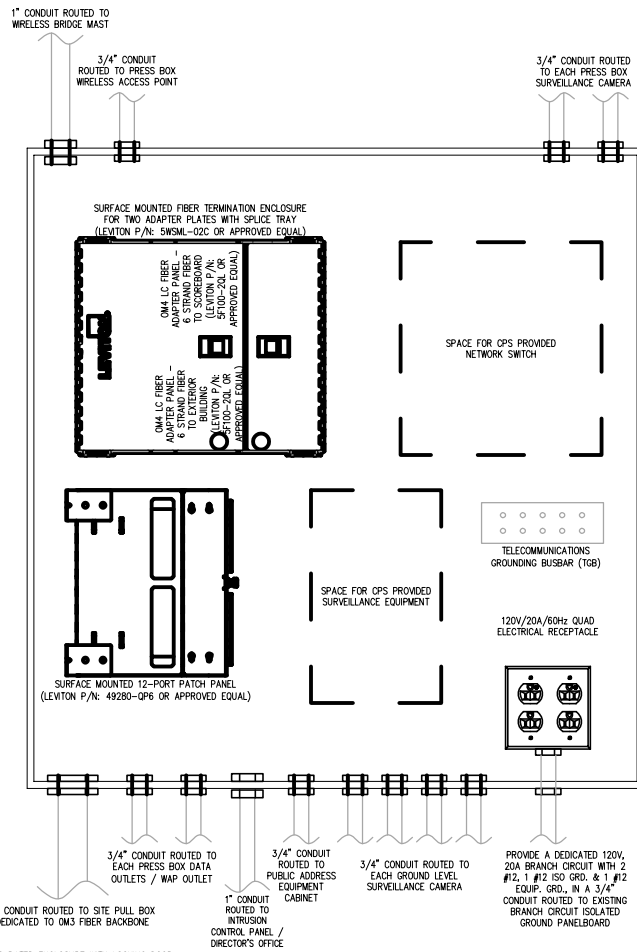 1" CONDUIT ROUTED TO
WIRELESS BRIDGE MAST
3/4" CONDUIT
ROUTED TO PRESS BOX
WIRELESS ACCESS POINT
3/4" CONDUIT ROUTED
TO EACH PRESS BOX
SURVEILLANCE CAMERA
SURFACE MOUNTED FIBER TERMINATION ENCLOSURE
FOR TWO ADAPTER PLATES WITH SPLICE TRAY
(LEVITON P/N: 5WSML-02C OR APPROVED EQUAL)
LEVITON
OM4 LC FIBER
ADAPTER PANEL -
6 STRAND FIBER
TO SCOREBOARD
(LEVITON P/N:
5F100-2QL OR
APPROVED EQUAL)
OM4 LC FIBER
ADAPTER PANEL -
6 STRAND FIBER
TO EXTERIOR
BUILDING
(LEVITON P/N:
5F100-2QL OR
APPROVED EQUAL)
SPACE FOR CPS PROVIDED
NETWORK SWITCH
TELECOMMUNICATIONS
GROUNDING BUSBAR (TGB)
SPACE FOR CPS PROVIDED
SURVEILLANCE EQUIPMENT
120V/20A/60Hz QUAD
ELECTRICAL RECEPTACLE
SURFACE MOUNTED 12-PORT PATCH PANEL
(LEVITON P/N: 49280-QP6 OR APPROVED EQUAL)
CONDUIT ROUTED TO SITE PULL BOX
DEDICATED TO OM3 FIBER BACKBONE
3/4" CONDUIT ROUTED TO
EACH PRESS BOX DATA
OUTLETS / WAP OUTLET
1" CONDUIT
ROUTED TO
INTRUSION
CONTROL PANEL /
DIRECTOR'S OFFICE
3/4" CONDUIT
ROUTED TO
PUBLIC ADDRESS
EQUIPMENT
CABINET
3/4" CONDUIT ROUTED TO
EACH GROUND LEVEL
SURVEILLANCE CAMERA
PROVIDE A DEDICATED 120V,
20A BRANCH CIRCUIT WITH 2
#12, 1 #12 ISO GRD. & 1 #12
EQUIP. GRD., IN A 3/4"
CONDUIT ROUTED TO EXISTING
BRANCH CIRCUIT ISOLATED
GROUND PANELBOARD